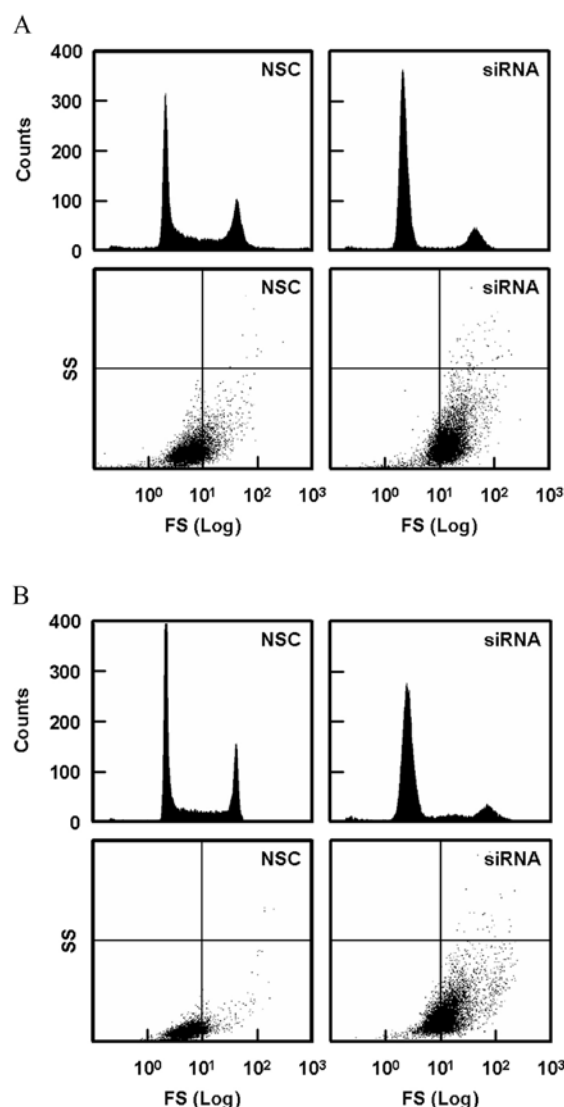 A
400
300
200
100
0
Counts
NSC
siRNA
SS
NSC
siRNA
10⁰ 10¹ 10² 10³
10⁰ 10¹ 10² 10³
FS (Log)
FS (Log)
B
400
300
200
100
0
Counts
NSC
siRNA
SS
NSC
siRNA
10⁰ 10¹ 10² 10³
10⁰ 10¹ 10² 10³
FS (Log)
FS (Log)